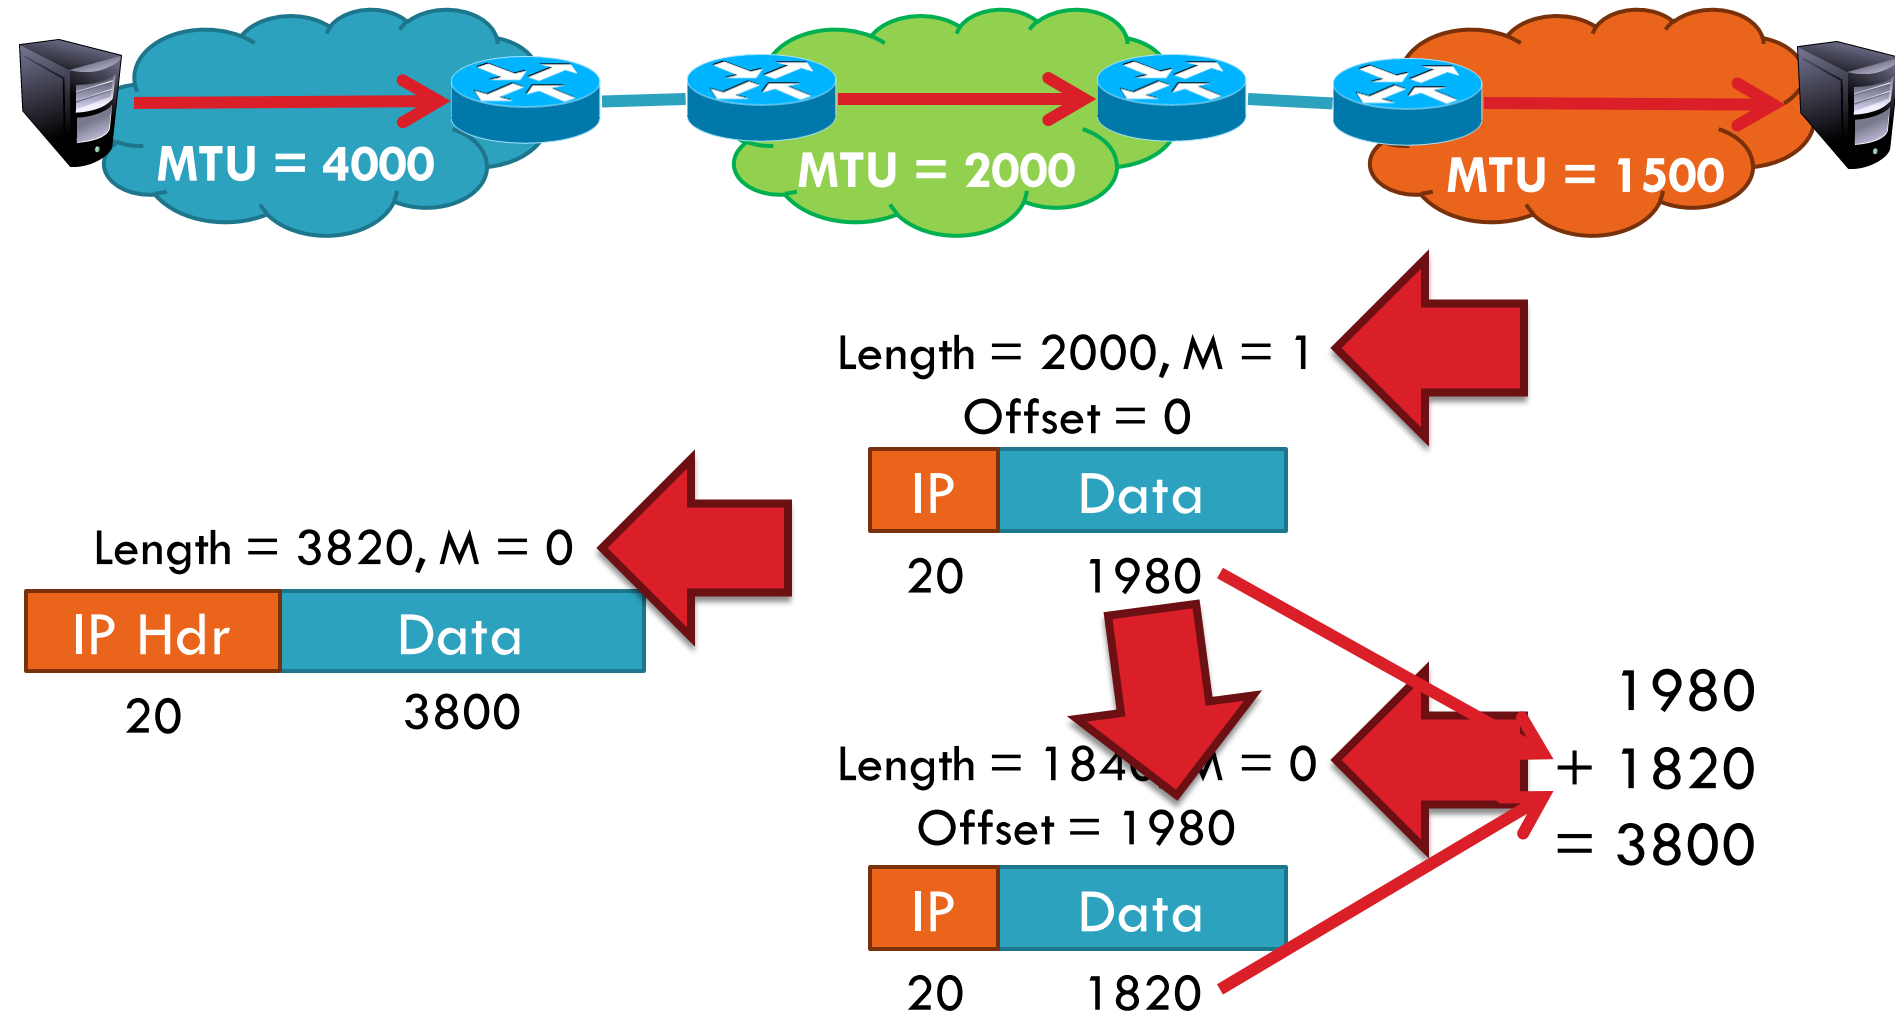 MTU = 4000
MTU = 2000
MTU = 1500
Length = 2000, M = 1
Offset = 0
IP Data
20 1980
Length = 3820, M = 0
IP Hdr Data
20 3800
Length = M = 0
Offset = 1980
IP Data
20 1820
1980
+ 1820
= 3800